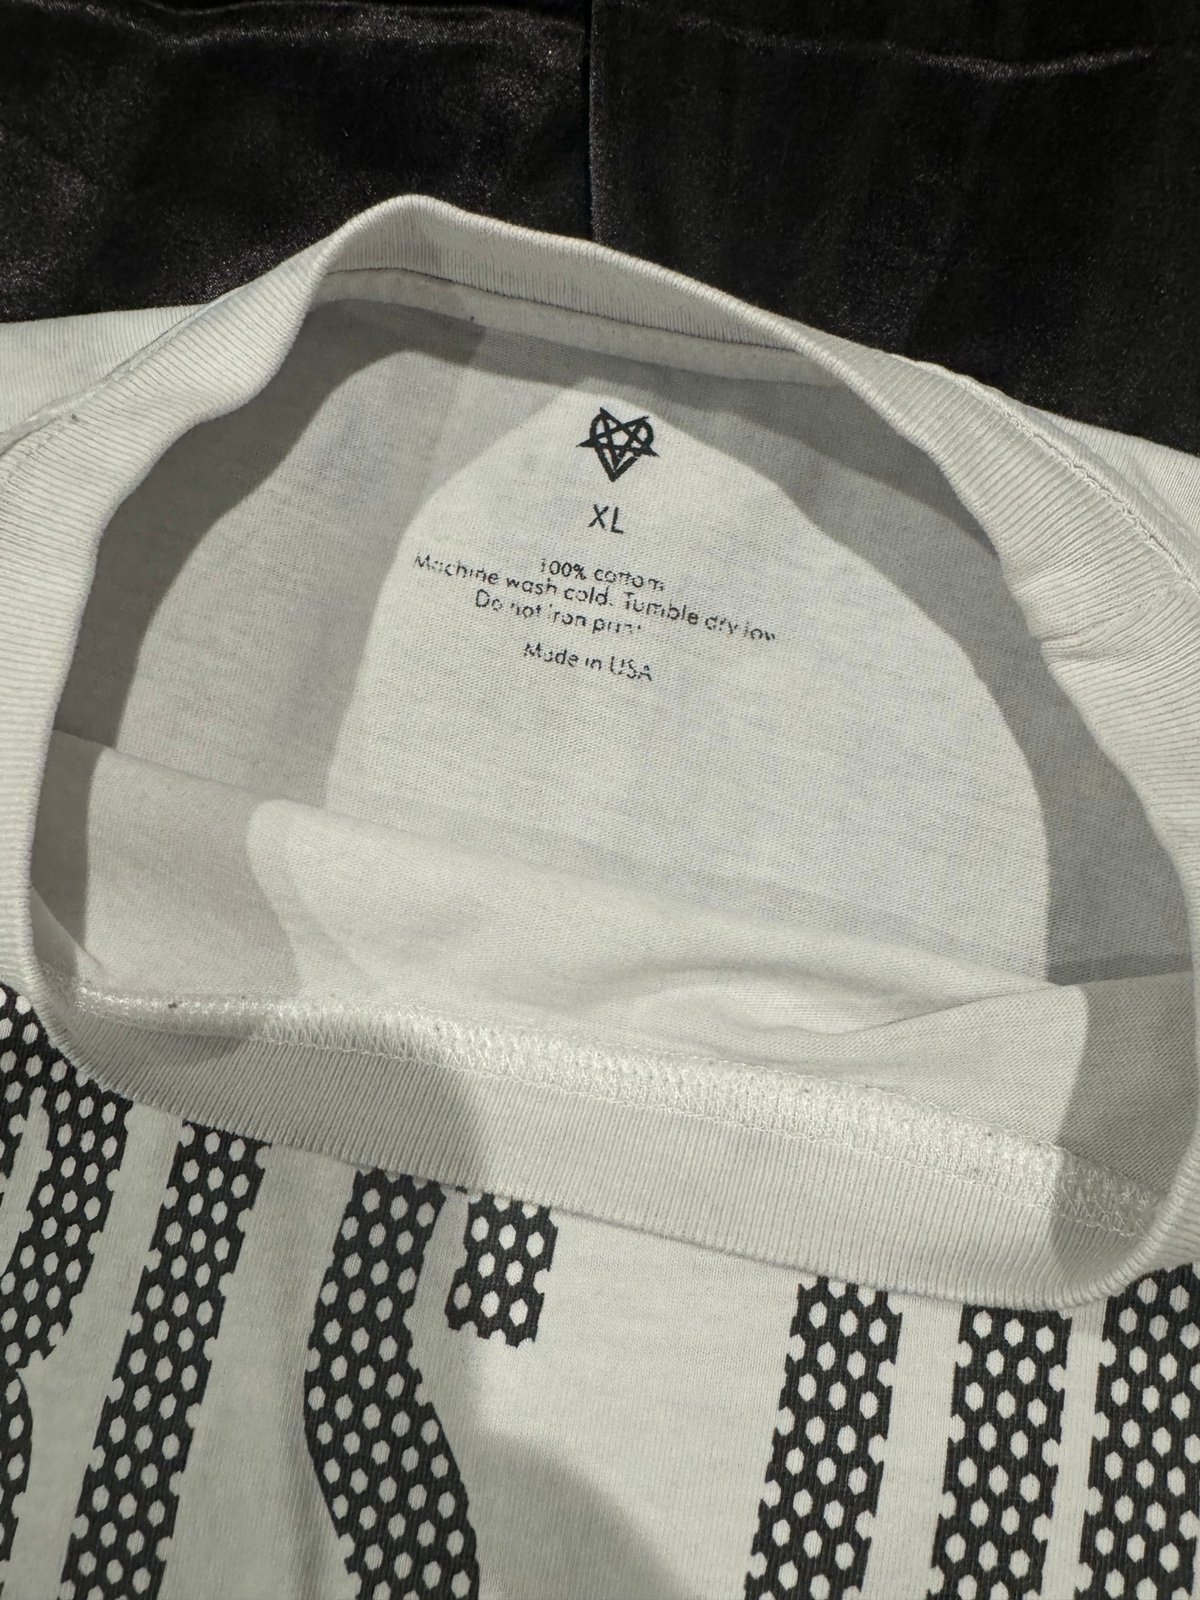 XL
100% cotton
Machine wash cold. Tumble dry low
Do not iron print
Made in USA